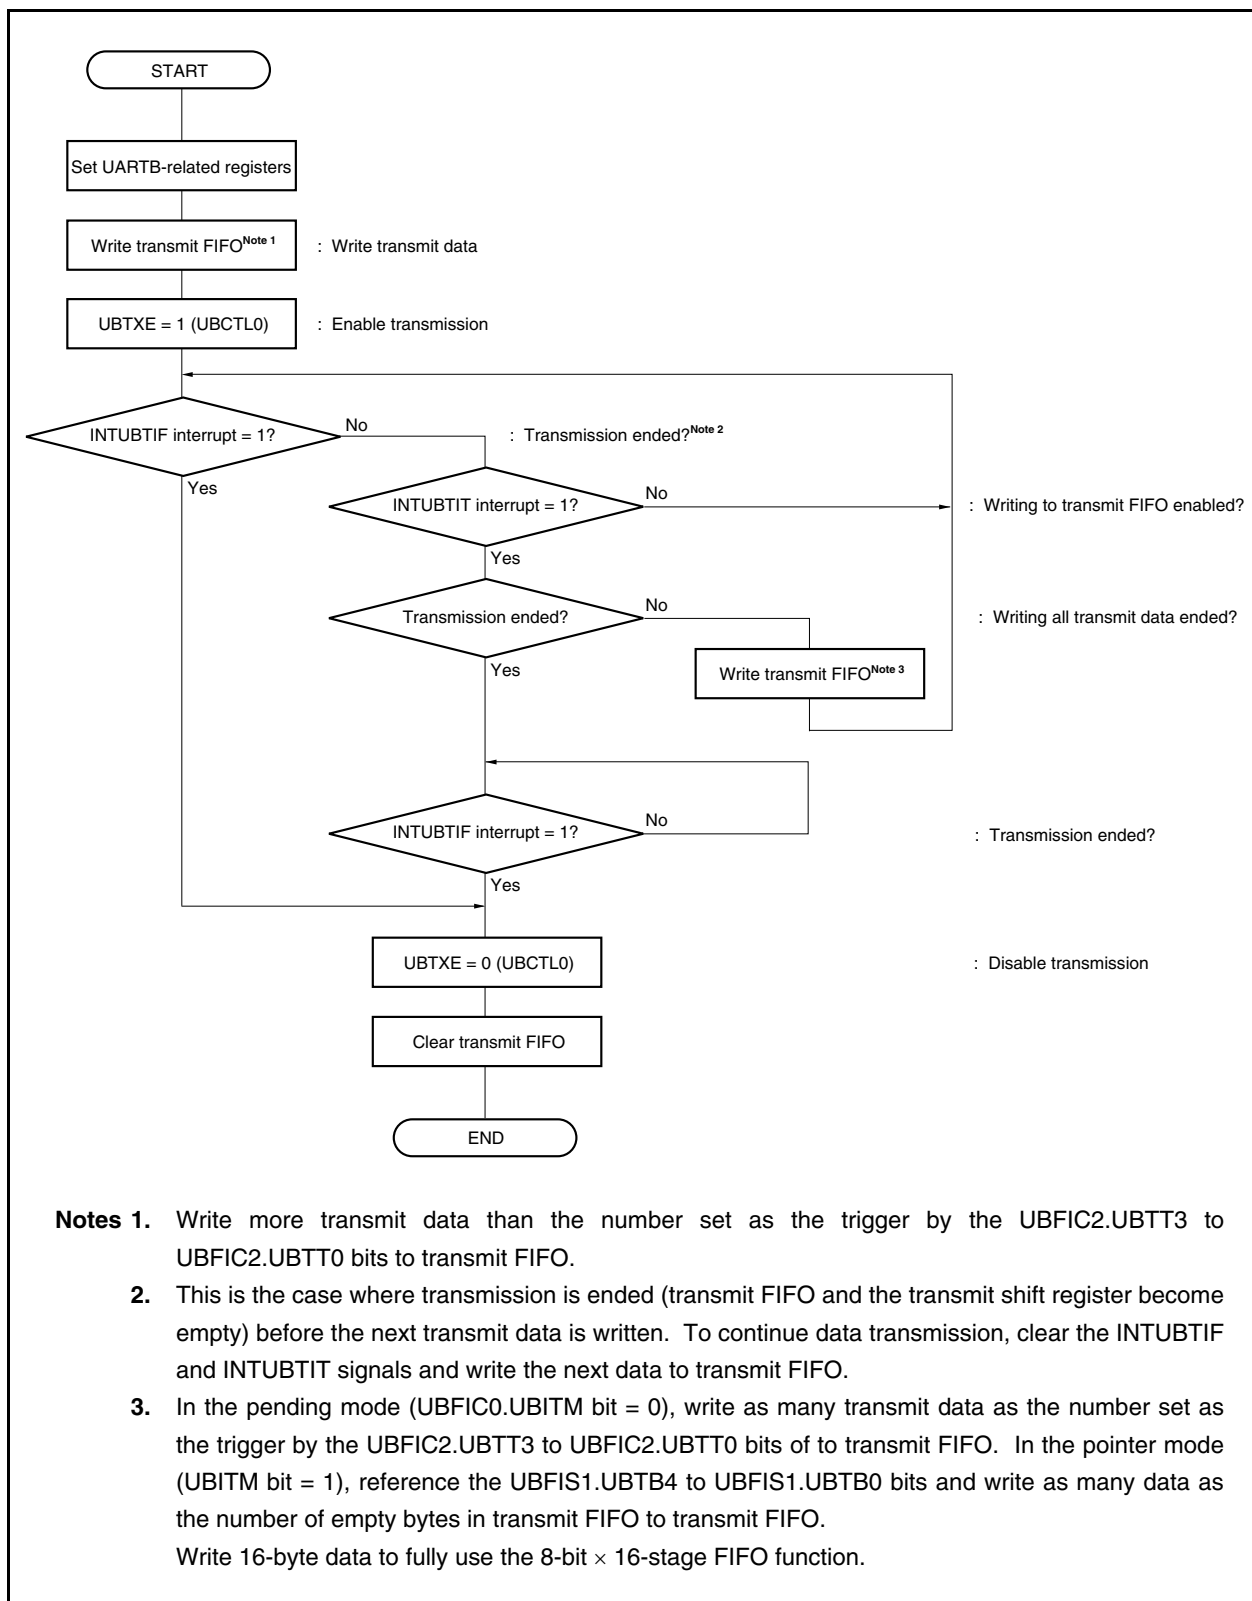 START
Set UARTB-related registers
Write transmit FIFO Note 1 : Write transmit data
UBTXE = 1 (UBCTL0) : Enable transmission
INTUBTIF interrupt = 1? No : Transmission ended? Note 2
Yes
INTUBTIT interrupt = 1? No : Writing to transmit FIFO enabled?
Yes
Transmission ended? No : Writing all transmit data ended?
Yes
Write transmit FIFO Note 3
INTUBTIF interrupt = 1? No : Transmission ended?
Yes
UBTXE = 0 (UBCTL0) : Disable transmission
Clear transmit FIFO
END
Notes 1. Write more transmit data than the number set as the trigger by the UBFIC2.UBTT3 to
UBFIC2.UBTT0 bits to transmit FIFO.
2. This is the case where transmission is ended (transmit FIFO and the transmit shift register become
empty) before the next transmit data is written. To continue data transmission, clear the INTUBTIF
and INTUBTIT signals and write the next data to transmit FIFO.
3. In the pending mode (UBFIC0.UBITM bit = 0), write as many transmit data as the number set as
the trigger by the UBFIC2.UBTT3 to UBFIC2.UBTT0 bits of to transmit FIFO. In the pointer mode
(UBITM bit = 1), reference the UBFIS1.UBTB4 to UBFIS1.UBTB0 bits and write as many data as
the number of empty bytes in transmit FIFO to transmit FIFO.
Write 16-byte data to fully use the 8-bit × 16-stage FIFO function.